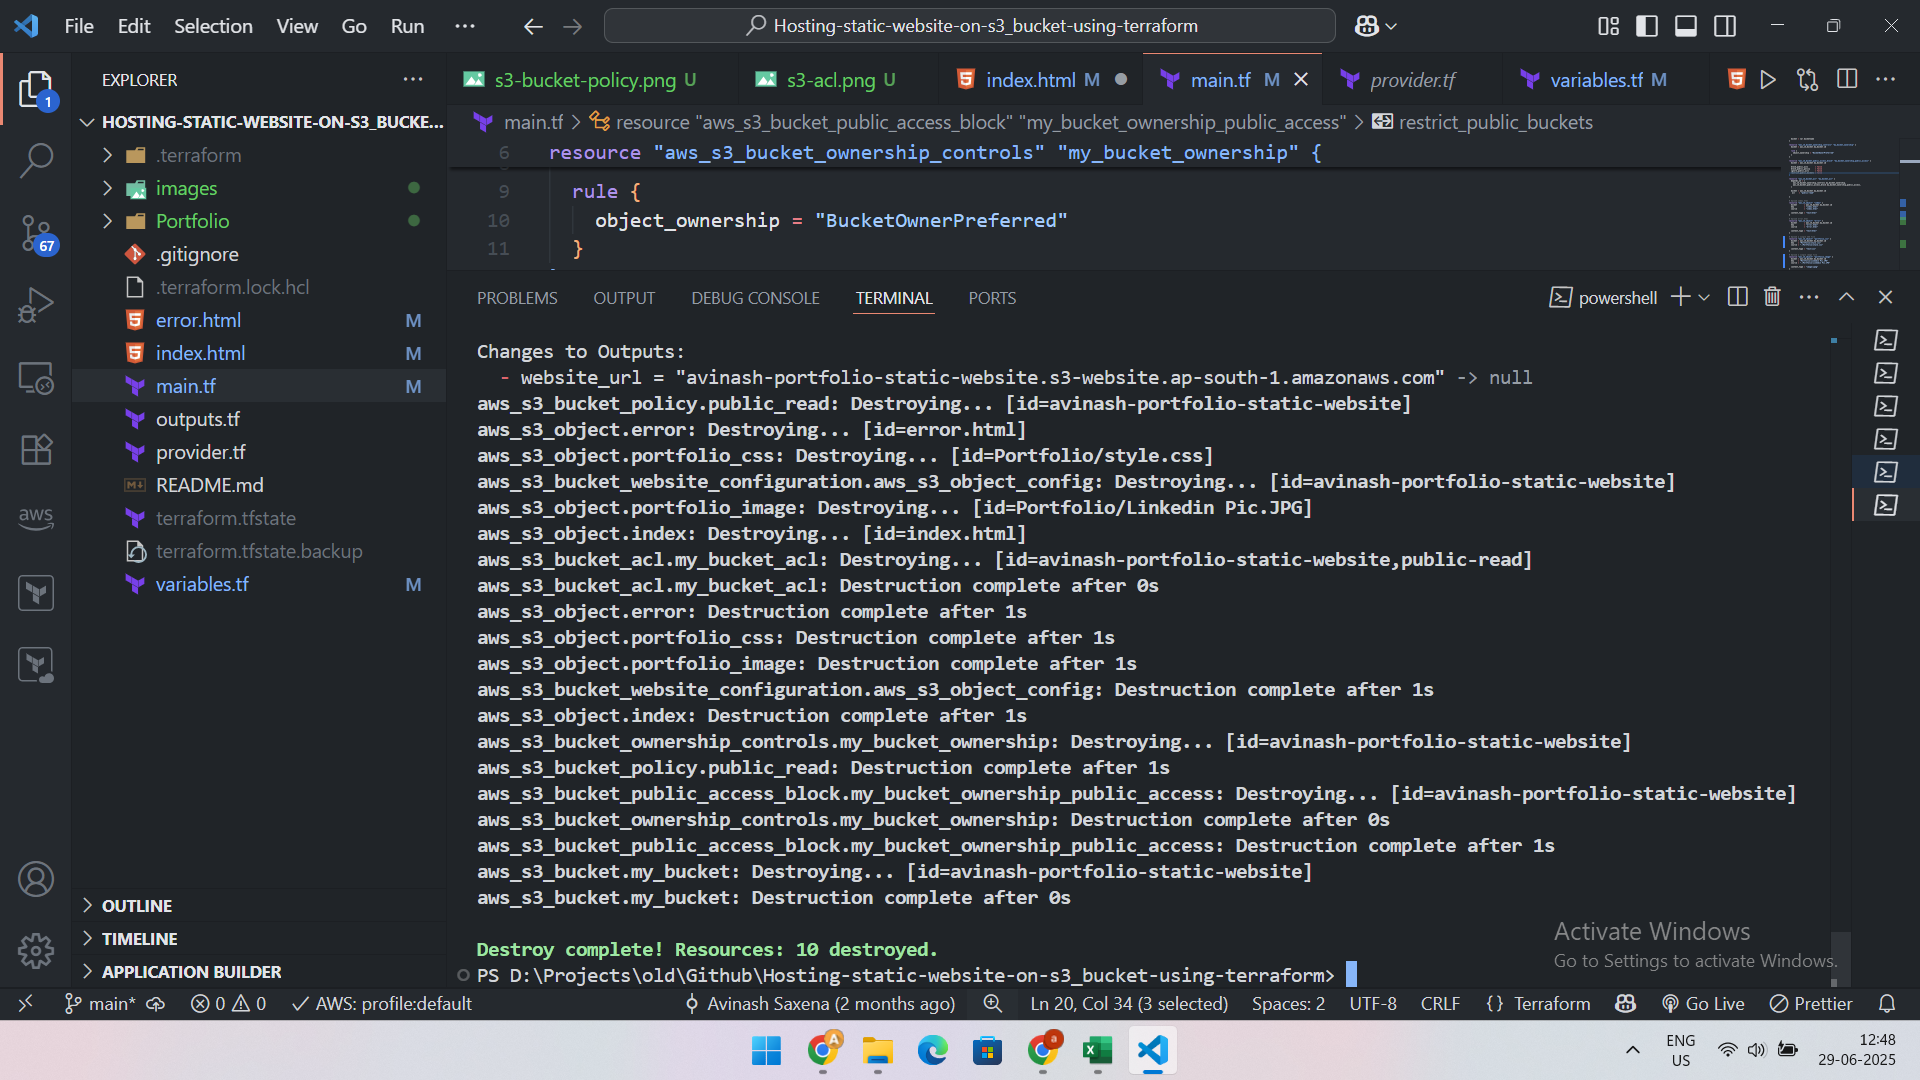 File Edit Selection View Go Run ···
Hosting-static-website-on-s3_bucket-using-terraform
EXPLORER
1
67
aws
HOSTING-STATIC-WEBSITE-ON-S3_BUCKE...
.terraform
images
Portfolio
.gitignore
.terraform.lock.hcl
error.html M
index.html M
main.tf M
outputs.tf
provider.tf
README.md
terraform.tfstate
terraform.tfstate.backup
variables.tf M
OUTLINE
TIMELINE
APPLICATION BUILDER
s3-bucket-policy.png U s3-acl.png U index.html M main.tf M provider.tf variables.tf M
main.tf > resource "aws_s3_bucket_public_access_block" "my_bucket_ownership_public_access" > restrict_public_buckets
6 resource "aws_s3_bucket_ownership_controls" "my_bucket_ownership" {
9 rule {
10 object_ownership = "BucketOwnerPreferred"
11 }
PROBLEMS OUTPUT DEBUG CONSOLE TERMINAL PORTS
powershell
Changes to Outputs:
- website_url = "avinash-portfolio-static-website.s3-website.ap-south-1.amazonaws.com" -> null
aws_s3_bucket_policy.public_read: Destroying... [id=avinash-portfolio-static-website]
aws_s3_object.error: Destroying... [id=error.html]
aws_s3_object.portfolio_css: Destroying... [id=Portfolio/style.css]
aws_s3_bucket_website_configuration.aws_s3_object_config: Destroying... [id=avinash-portfolio-static-website]
aws_s3_object.portfolio_image: Destroying... [id=Portfolio/Linkedin Pic.JPG]
aws_s3_object.index: Destroying... [id=index.html]
aws_s3_bucket_acl.my_bucket_acl: Destroying... [id=avinash-portfolio-static-website,public-read]
aws_s3_bucket_acl.my_bucket_acl: Destruction complete after 0s
aws_s3_object.error: Destruction complete after 1s
aws_s3_object.portfolio_css: Destruction complete after 1s
aws_s3_object.portfolio_image: Destruction complete after 1s
aws_s3_bucket_website_configuration.aws_s3_object_config: Destruction complete after 1s
aws_s3_object.index: Destruction complete after 1s
aws_s3_bucket_ownership_controls.my_bucket_ownership: Destroying... [id=avinash-portfolio-static-website]
aws_s3_bucket_policy.public_read: Destruction complete after 1s
aws_s3_bucket_public_access_block.my_bucket_ownership_public_access: Destroying... [id=avinash-portfolio-static-website]
aws_s3_bucket_ownership_controls.my_bucket_ownership: Destruction complete after 0s
aws_s3_bucket_public_access_block.my_bucket_ownership_public_access: Destruction complete after 1s
aws_s3_bucket.my_bucket: Destroying... [id=avinash-portfolio-static-website]
aws_s3_bucket.my_bucket: Destruction complete after 0s
Destroy complete! Resources: 10 destroyed.
PS D:\Projects\old\Github\Hosting-static-website-on-s3_bucket-using-terraform>
Activate Windows
Go to Settings to activate Windows.
main* 0 0 AWS: profile:default Avinash Saxena (2 months ago) Ln 20, Col 34 (3 selected) Spaces: 2 UTF-8 CRLF {} Terraform Go Live Prettier
ENG
US
12:48
29-06-2025